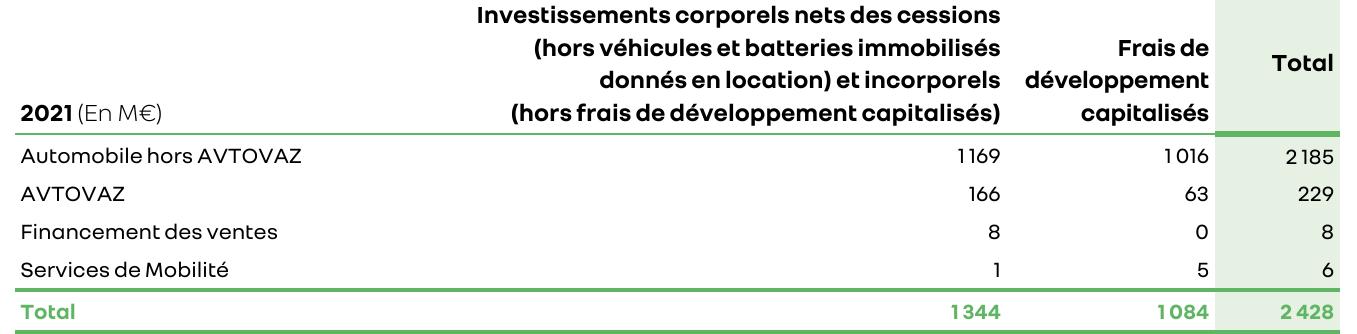 Investissements corporels nets des cessions
(hors véhicules et batteries immobilisés
donnés en location) et incorporels
(hors frais de développement capitalisés)
Frais de
développement
capitalisés
Total
2021 (En M€)
Automobile hors AVTOVAZ 1 169 1 016 2 185
AVTOVAZ 166 63 229
Financement des ventes 8 0 8
Services de Mobilité 1 5 6
Total 1 344 1 084 2 428